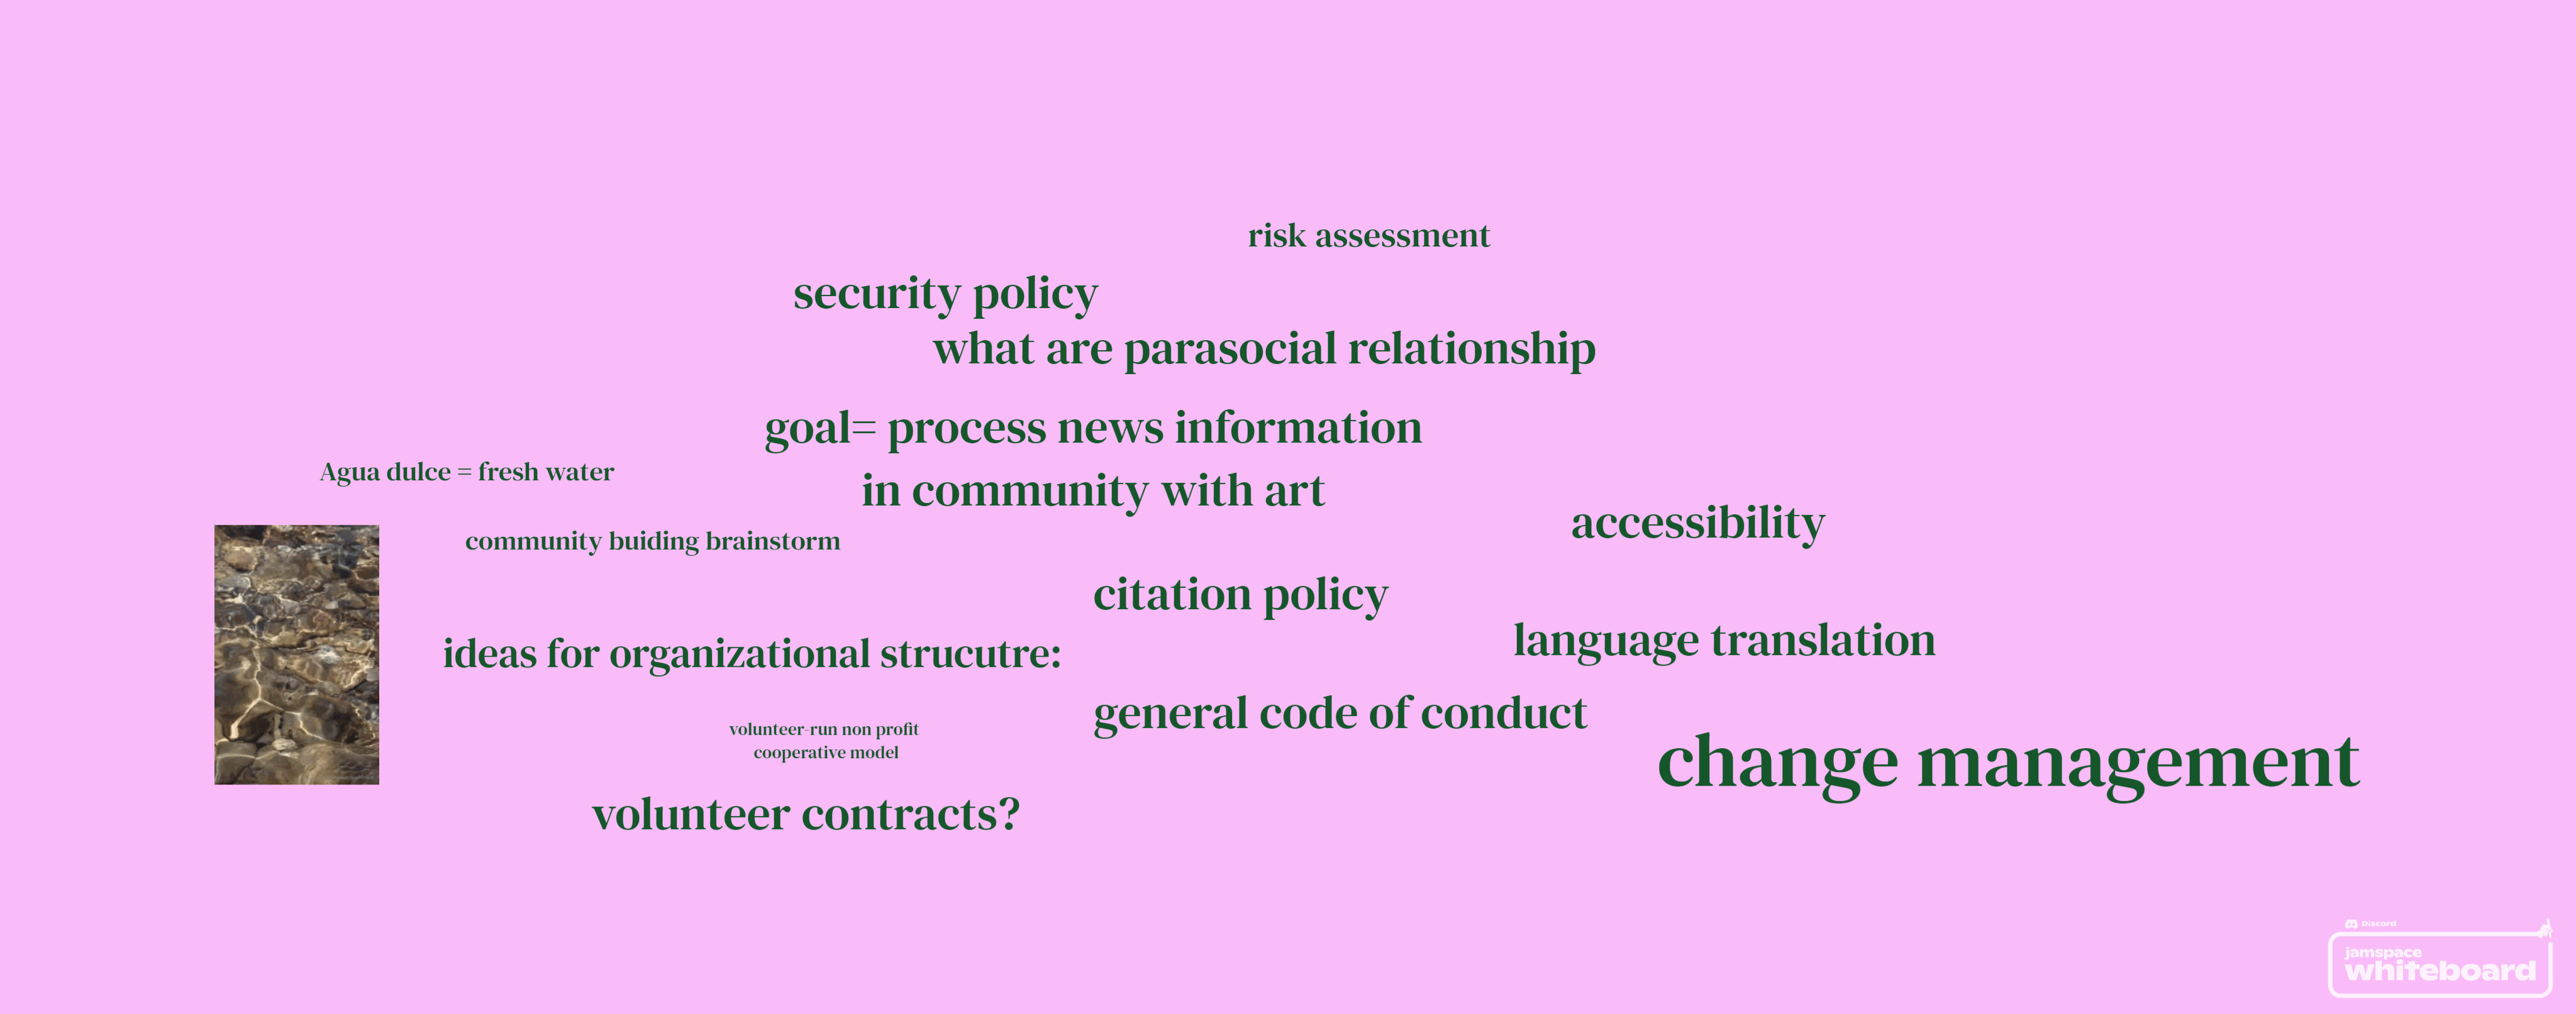 risk assessment
security policy
what are parasocial relationship
goal= process news information
in community with art
Agua dulce = fresh water
community buiding brainstorm
accessibility
citation policy
ideas for organizational strucutre:
language translation
general code of conduct
volunteer-run non profit
cooperative model
change management
volunteer contracts?
Discord
jamspace
whiteboard